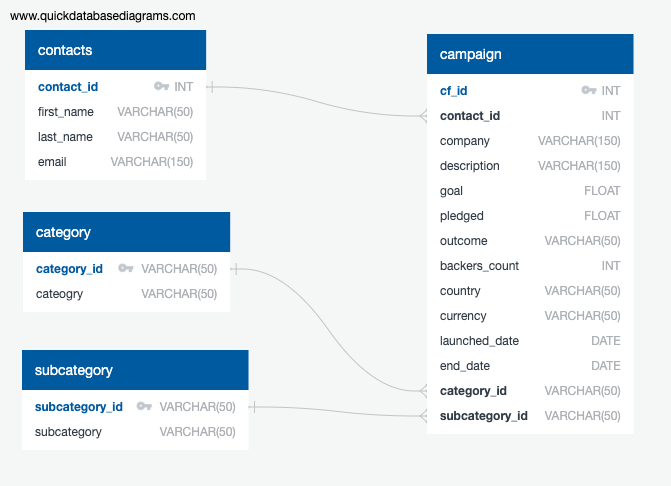 www.quickdatabasediagrams.com
contacts
contact_id INT
first_name VARCHAR(50)
last_name VARCHAR(50)
email VARCHAR(150)
category
category_id VARCHAR(50)
cateogry VARCHAR(50)
subcategory
subcategory_id VARCHAR(50)
subcategory VARCHAR(50)
campaign
cf_id INT
contact_id INT
company VARCHAR(150)
description VARCHAR(150)
goal FLOAT
pledged FLOAT
outcome VARCHAR(50)
backers_count INT
country VARCHAR(50)
currency VARCHAR(50)
launched_date DATE
end_date DATE
category_id VARCHAR(50)
subcategory_id VARCHAR(50)